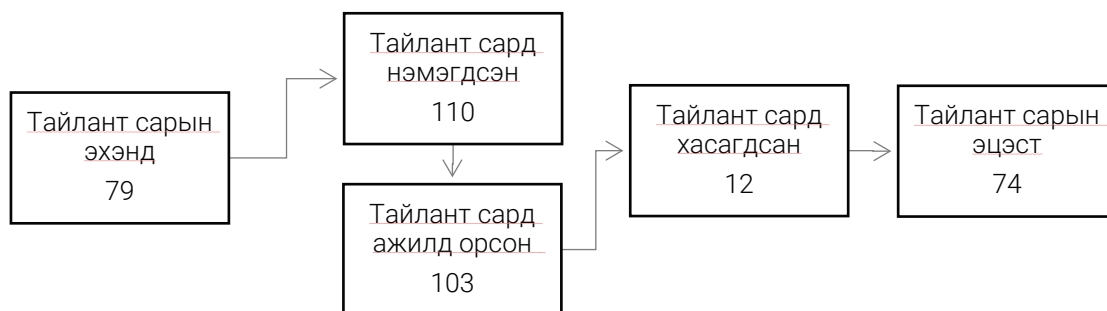 Тайлант сарын
эхэнд
79
Тайлант сард
нэмэгдсэн
110
Тайлант сард
ажилд орсон
103
Тайлант сард
хасагдсан
12
Тайлант сарын
эцэст
74